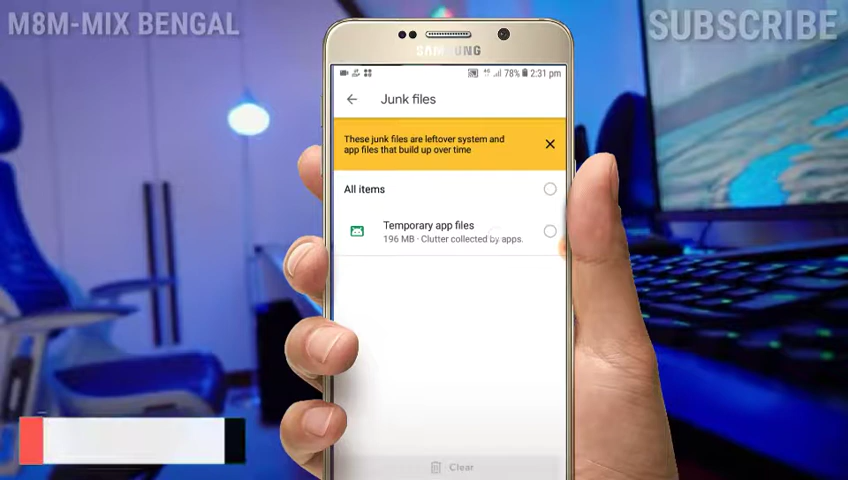 M8M-MIX BENGAL
SUBSCRIBE
SAMSUNG
78% 2:31 pm
Junk files
These junk files are leftover system and
app files that build up over time
All items
Temporary app files
196 MB · Clutter collected by apps.
Clear